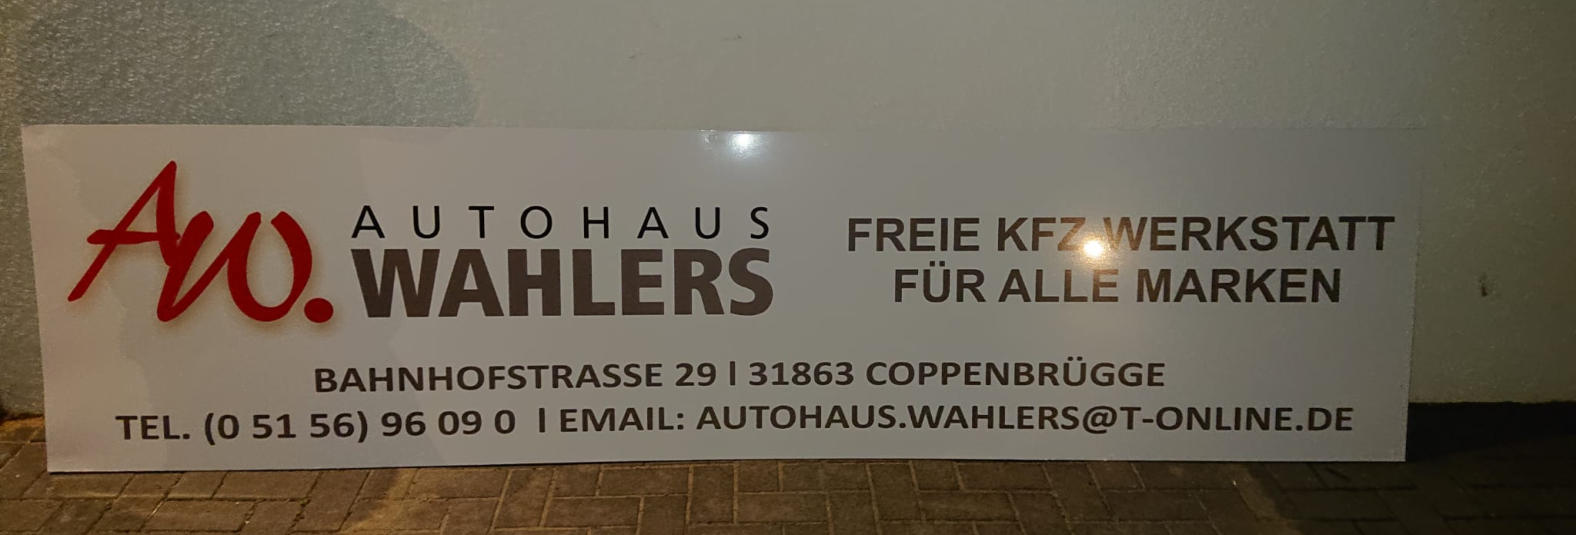 AW.
AUTOHAUS
WAHLERS
FREIE KFZ WERKSTATT
FÜR ALLE MARKEN
BAHNHOFSTRASSE 29 I 31863 COPPENBRÜGGE
TEL. (0 51 56) 96 09 0 I EMAIL: AUTOHAUS.WAHLERS@T-ONLINE.DE